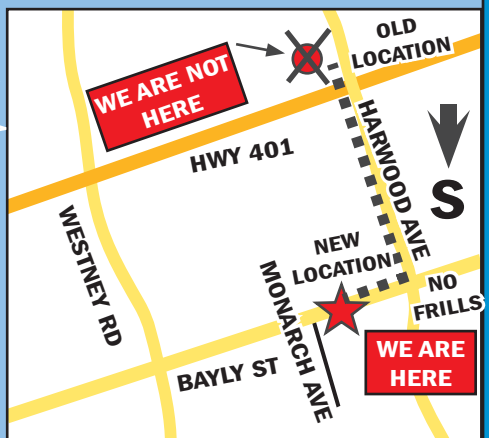 OLD
LOCATION
WE ARE NOT
HERE
HWY 401
HARWOOD AVE
S
WESTNEY RD
NEW
LOCATION
MONARCH AVE
NO
FRILLS
BAYLY ST
WE ARE
HERE